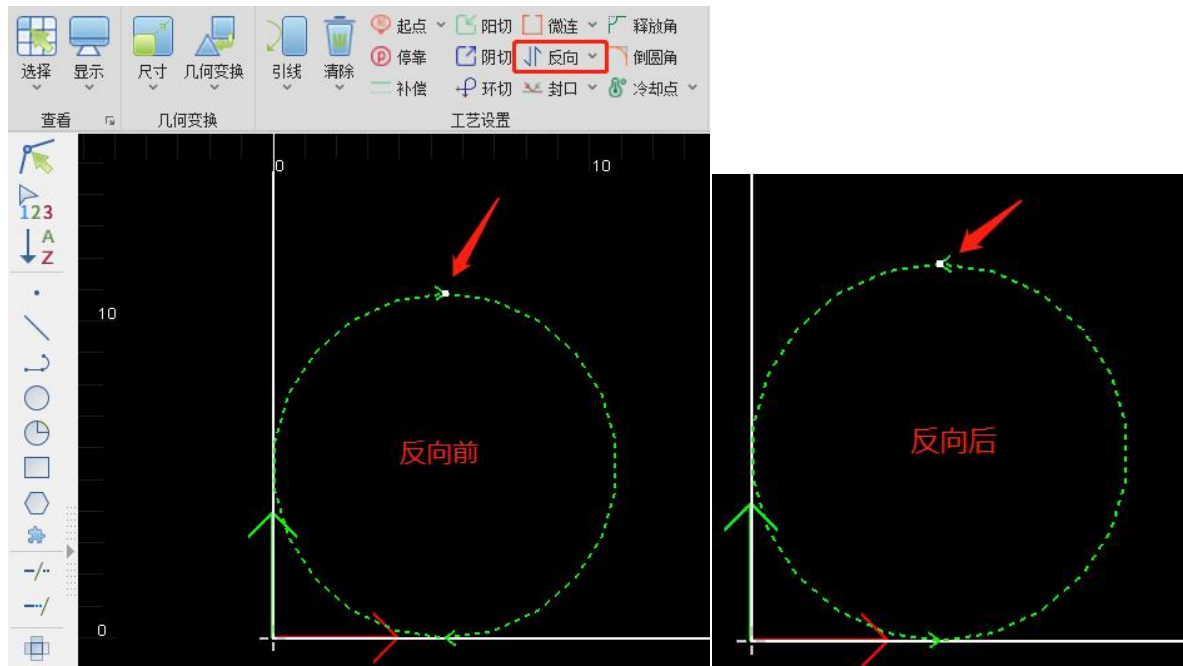 起点 阳切 微连 释放角
选择 显示 尺寸 几何变换 引线 清除 停靠 阴切 反向 倒圆角
补偿 环切 封口 冷却点
查看 几何变换 工艺设置
0 10
123
A
Z
10
反向前
反向后
0